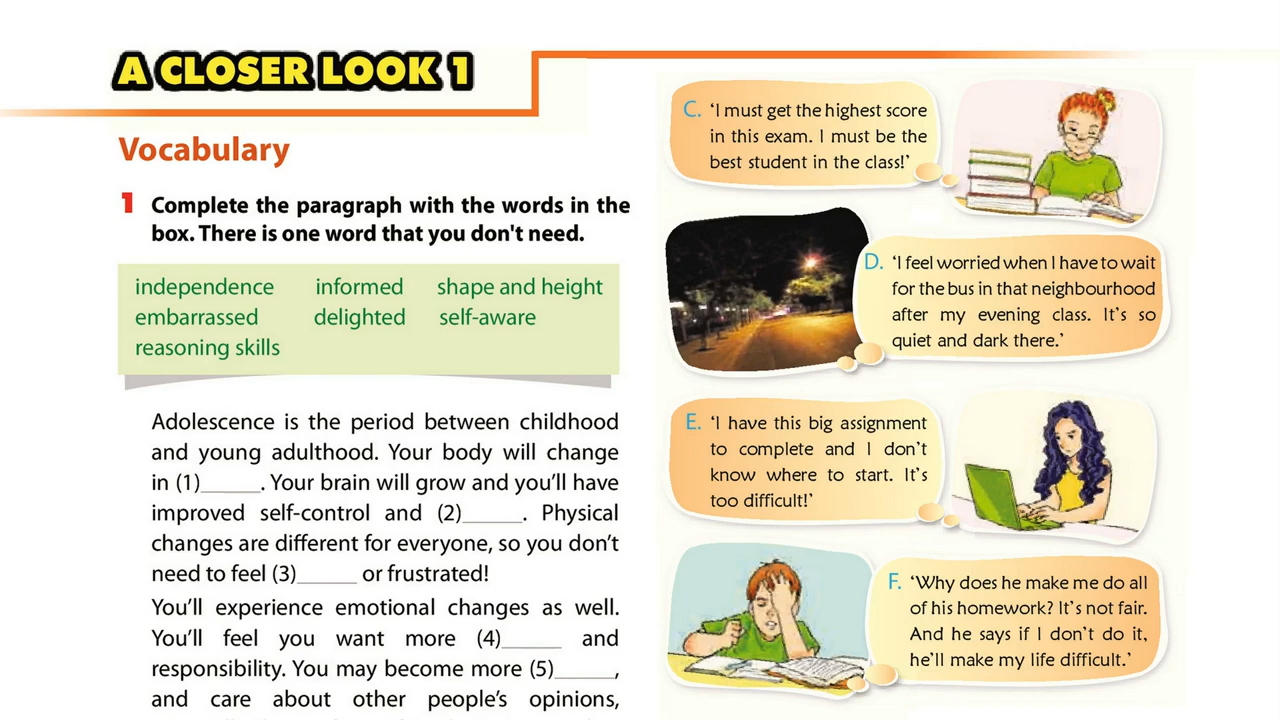 A CLOSER LOOK 1
Vocabulary
1 Complete the paragraph with the words in the
box. There is one word that you don't need.
independence informed shape and height
embarrassed delighted self-aware
reasoning skills
Adolescence is the period between childhood
and young adulthood. Your body will change
in (1)______. Your brain will grow and you’ll have
improved self-control and (2)______. Physical
changes are different for everyone, so you don’t
need to feel (3)______ or frustrated!
You’ll experience emotional changes as well.
You’ll feel you want more (4)______ and
responsibility. You may become more (5)______,
and care about other people’s opinions,
C. ‘I must get the highest score
in this exam. I must be the
best student in the class!’
D. ‘I feel worried when I have to wait
for the bus in that neighbourhood
after my evening class. It’s so
quiet and dark there.’
E. ‘I have this big assignment
to complete and I don’t
know where to start. It’s
too difficult!’
F. ‘Why does he make me do all
of his homework? It’s not fair.
And he says if I don’t do it,
he’ll make my life difficult.’